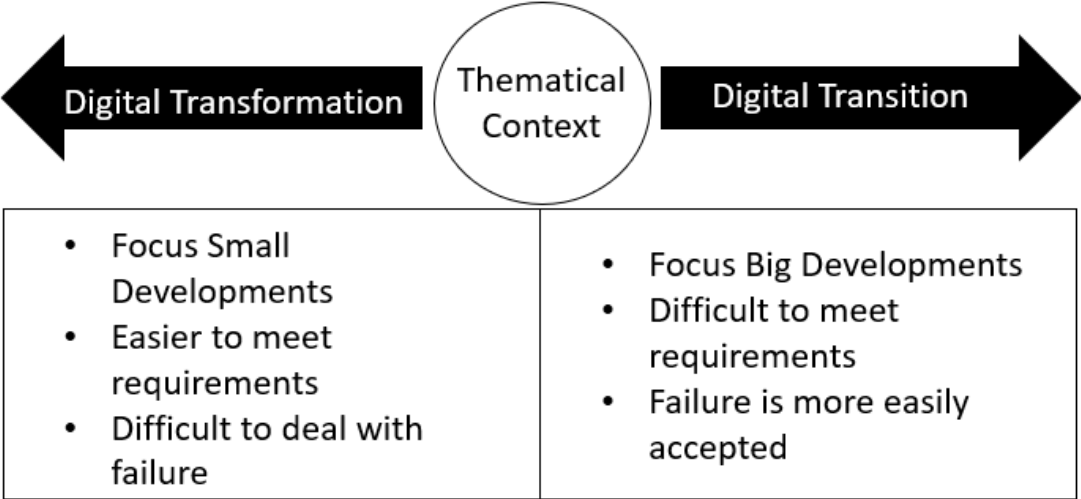 Digital Transformation
Thematical
Context
Digital Transition
• Focus Small
Developments
• Easier to meet
requirements
• Difficult to deal with
failure
• Focus Big Developments
• Difficult to meet
requirements
• Failure is more easily
accepted